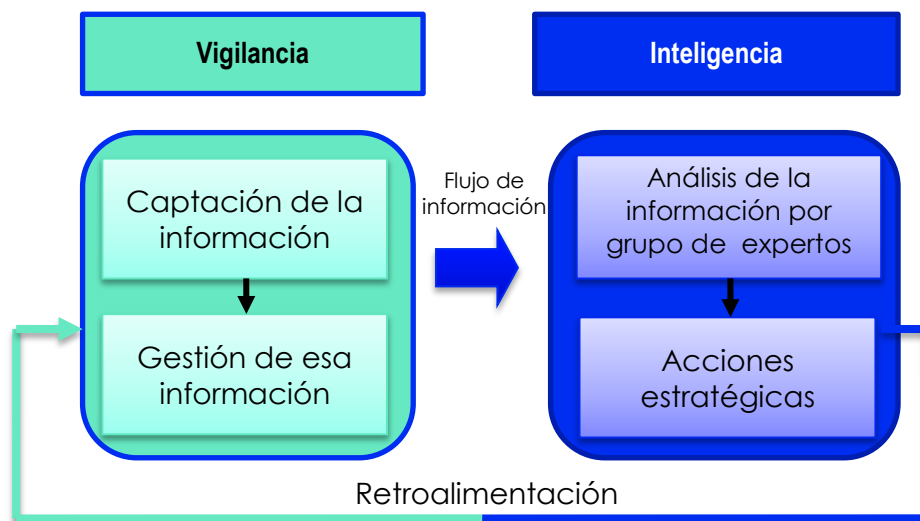 Vigilancia
Inteligencia
Captación de la
información
Gestión de esa
información
Flujo de
información
Análisis de la
información por
grupo de expertos
Acciones
estratégicas
Retroalimentación